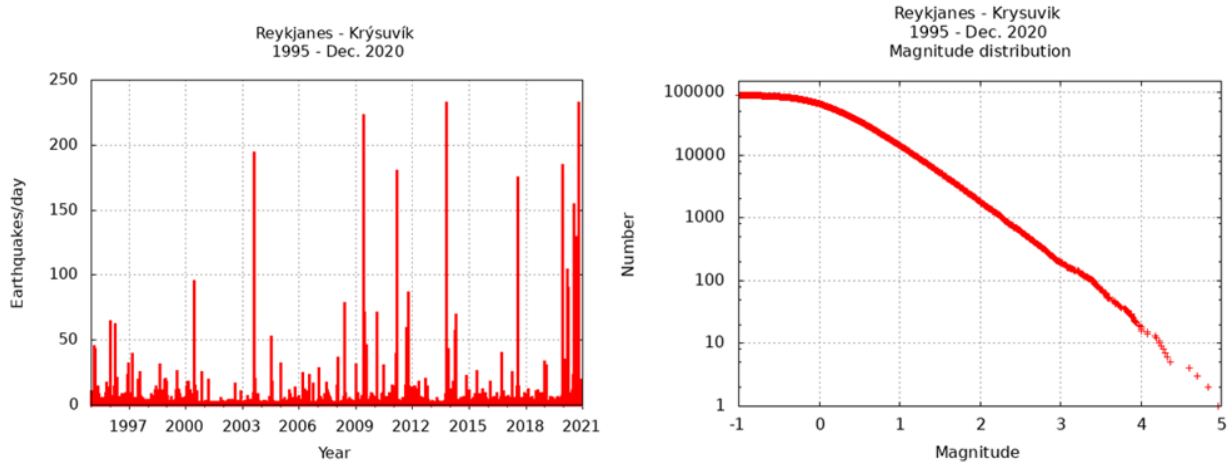 Reykjanes - Krýsuvík
1995 - Dec. 2020
250
200
150
100
50
0
Earthquakes/day
1997 2000 2003 2006 2009 2012 2015 2018 2021
Year
Reykjanes - Krysuvik
1995 - Dec. 2020
Magnitude distribution
100000
10000
1000
100
10
1
Number
-1 0 1 2 3 4 5
Magnitude